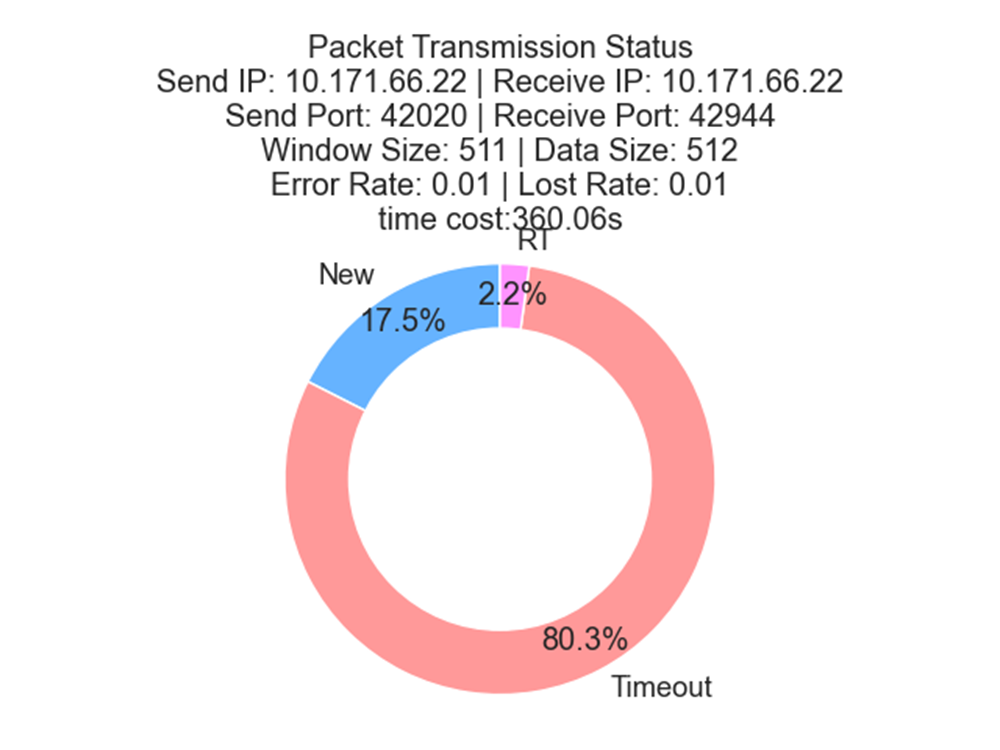 Packet Transmission Status
Send IP: 10.171.66.22 | Receive IP: 10.171.66.22
Send Port: 42020 | Receive Port: 42944
Window Size: 511 | Data Size: 512
Error Rate: 0.01 | Lost Rate: 0.01
time cost:360.06s
RT
New
2.2%
17.5%
80.3%
Timeout